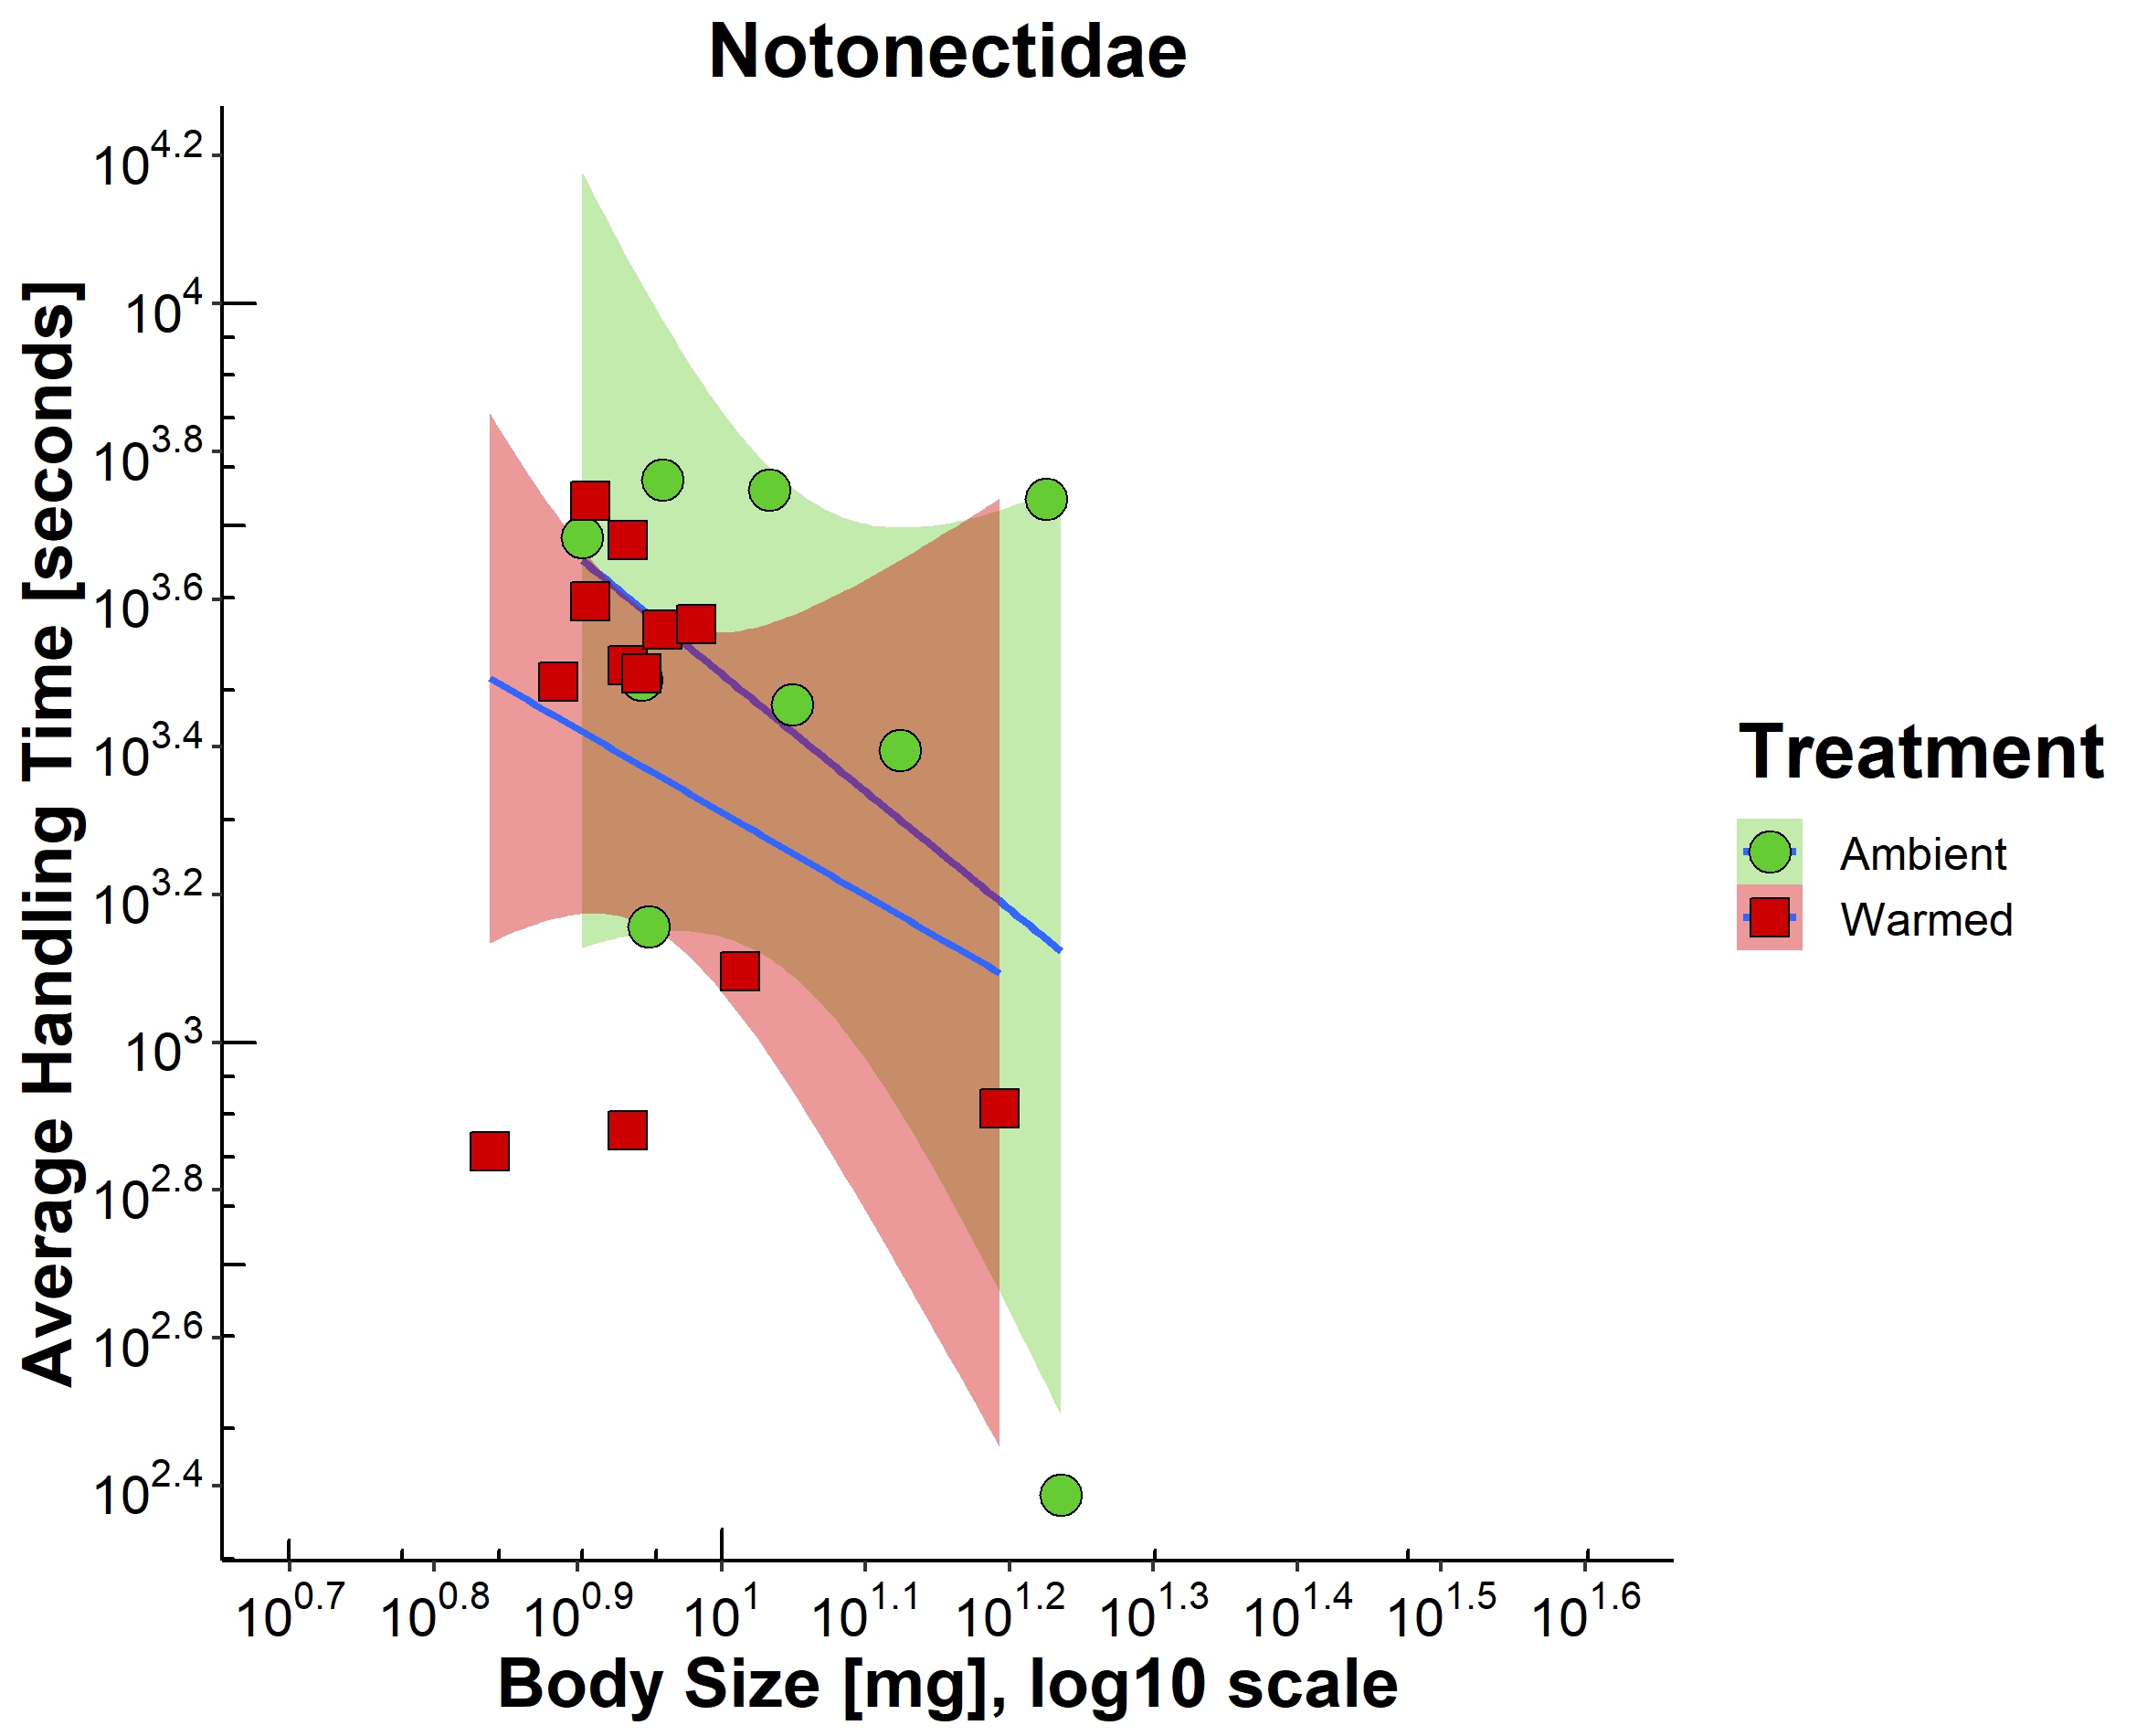 Notonectidae
Average Handling Time [seconds]
10^4.2
10^4
10^3.8
10^3.6
10^3.4
10^3.2
10^3
10^2.8
10^2.6
10^2.4
10^0.7 10^0.8 10^0.9 10^1 10^1.1 10^1.2 10^1.3 10^1.4 10^1.5 10^1.6
Body Size [mg], log10 scale
Treatment
Ambient
Warmed